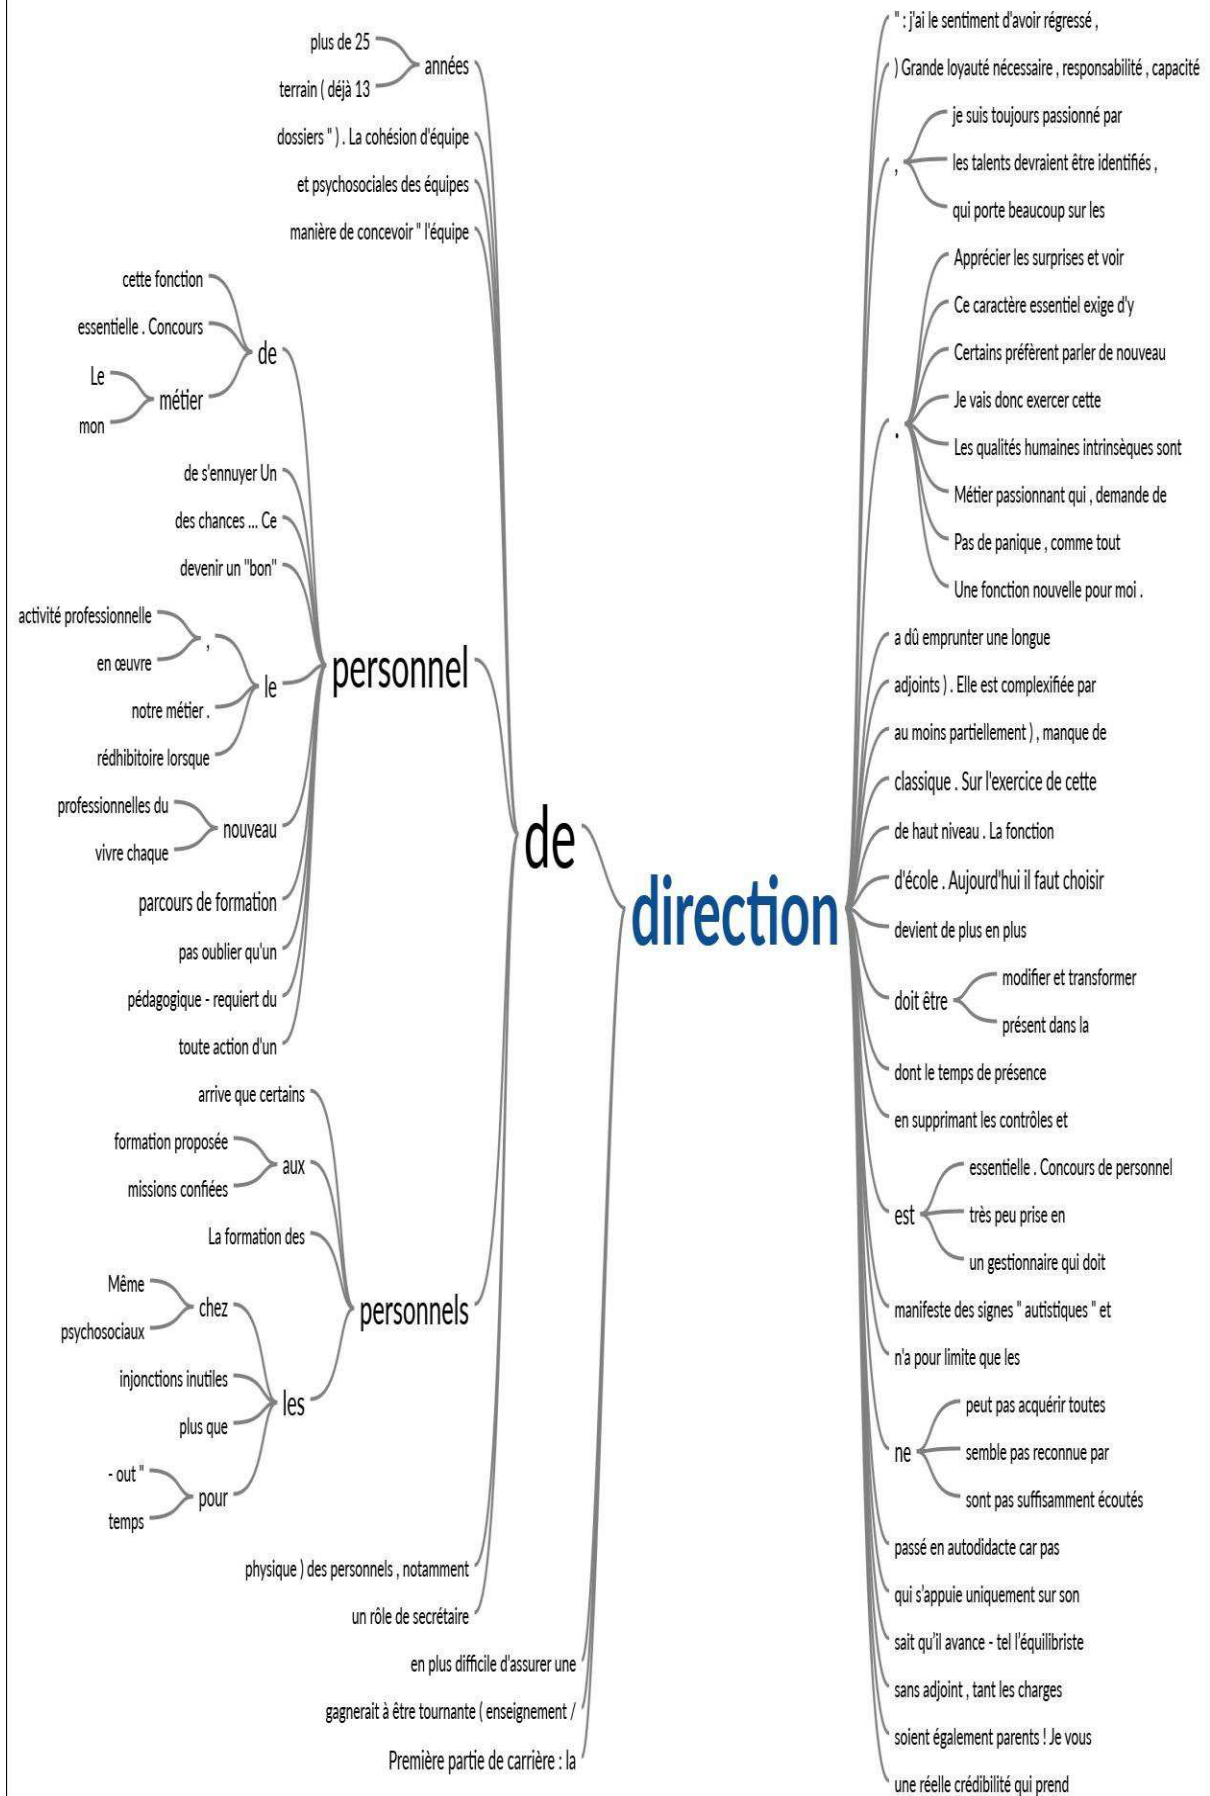 plus de 25
années
terrain ( déjà 13
dossiers " ) . La cohésion d'équipe
et psychosociales des équipes
manière de concevoir " l'équipe
cette fonction
essentielle . Concours
de
Le
métier
mon
de s'ennuyer Un
des chances ... Ce
devenir un "bon"
personnel
activité professionnelle
,
en œuvre
le
notre métier .
rédhibitoire lorsque
professionnelles du
nouveau
vivre chaque
parcours de formation
pas oublier qu'un
pédagogique - requiert du
toute action d'un
de
arrive que certains
formation proposée
aux
missions confiées
La formation des
personnels
Même
chez
psychosociaux
injonctions inutiles
les
plus que
- out "
pour
temps
physique ) des personnels , notamment
un rôle de secrétaire
en plus difficile d'assurer une
gagnerait à être tournante ( enseignement /
Première partie de carrière : la
direction
" : j'ai le sentiment d'avoir régressé ,
) Grande loyauté nécessaire , responsabilité , capacité
,
je suis toujours passionné par
les talents devraient être identifiés ,
qui porte beaucoup sur les
.
Apprécier les surprises et voir
Ce caractère essentiel exige d'y
Certains préfèrent parler de nouveau
Je vais donc exercer cette
Les qualités humaines intrinsèques sont
Métier passionnant qui , demande de
Pas de panique , comme tout
Une fonction nouvelle pour moi .
a dû emprunter une longue
adjoints ) . Elle est complexifiée par
au moins partiellement ) , manque de
classique . Sur l'exercice de cette
de haut niveau . La fonction
d'école . Aujourd'hui il faut choisir
devient de plus en plus
doit être
modifier et transformer
présent dans la
dont le temps de présence
en supprimant les contrôles et
est
essentielle . Concours de personnel
très peu prise en
un gestionnaire qui doit
manifeste des signes " autistiques " et
n'a pour limite que les
ne
peut pas acquérir toutes
semble pas reconnue par
sont pas suffisamment écoutés
passé en autodidacte car pas
qui s'appuie uniquement sur son
sait qu'il avance - tel l'équilibriste
sans adjoint , tant les charges
soient également parents ! Je vous
une réelle crédibilité qui prend